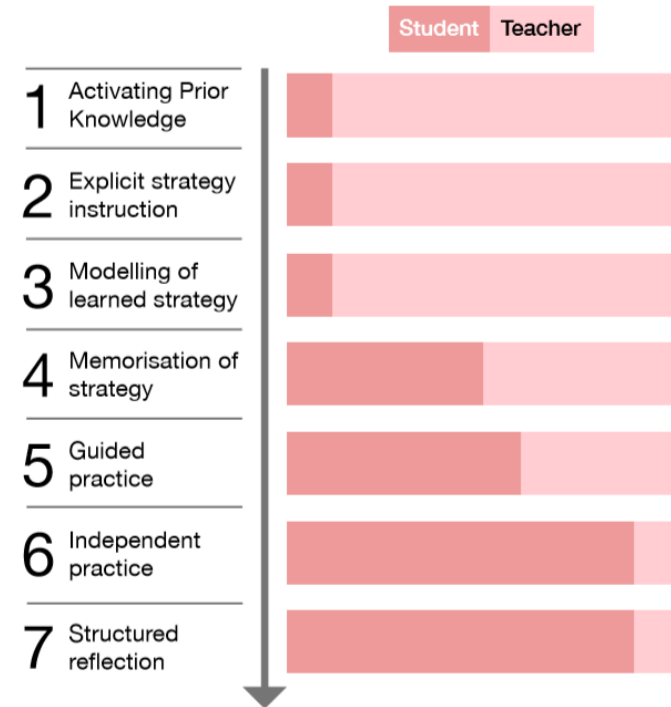 Student Teacher
1 Activating Prior
Knowledge
2 Explicit strategy
instruction
3 Modelling of
learned strategy
4 Memorisation of
strategy
5 Guided
practice
6 Independent
practice
7 Structured
reflection